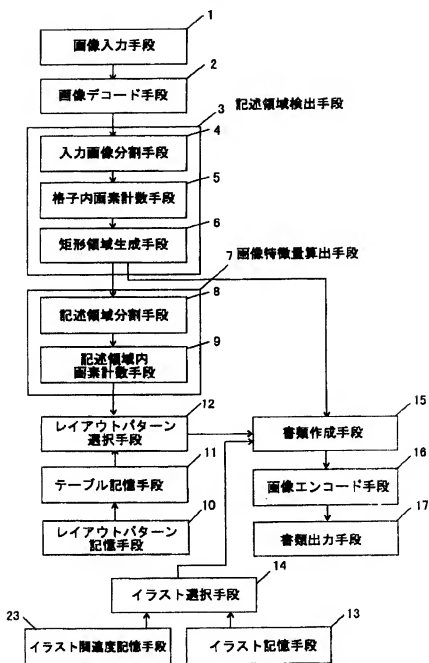 1
画像入力手段
2
画像デコード手段
3 記述領域検出手段
4
入力画像分割手段
5
格子内画素計数手段
6
矩形領域生成手段
7 画像特徴量算出手段
8
記述領域分割手段
9
記述領域内
画素計数手段
12
レイアウトパターン
選択手段
15
書類作成手段
11
テーブル記憶手段
16
画像エンコード手段
10
レイアウトパターン
記憶手段
17
書類出力手段
14
イラスト選択手段
23
イラスト関連度記憶手段
13
イラスト記憶手段